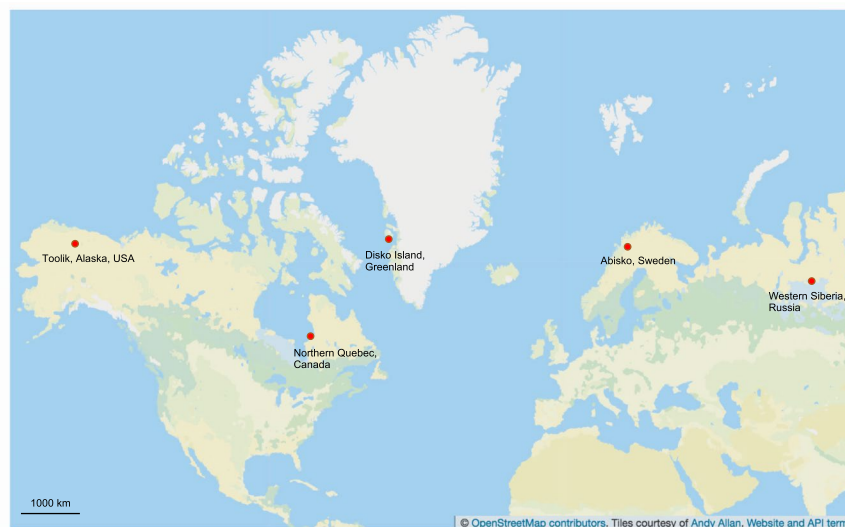 Toolik, Alaska, USA
Disko Island,
Greenland
Abisko, Sweden
Western Siberia,
Russia
Northern Quebec,
Canada
1000 km
© OpenStreetMap contributors. Tiles courtesy of Andy Allan. Website and API term